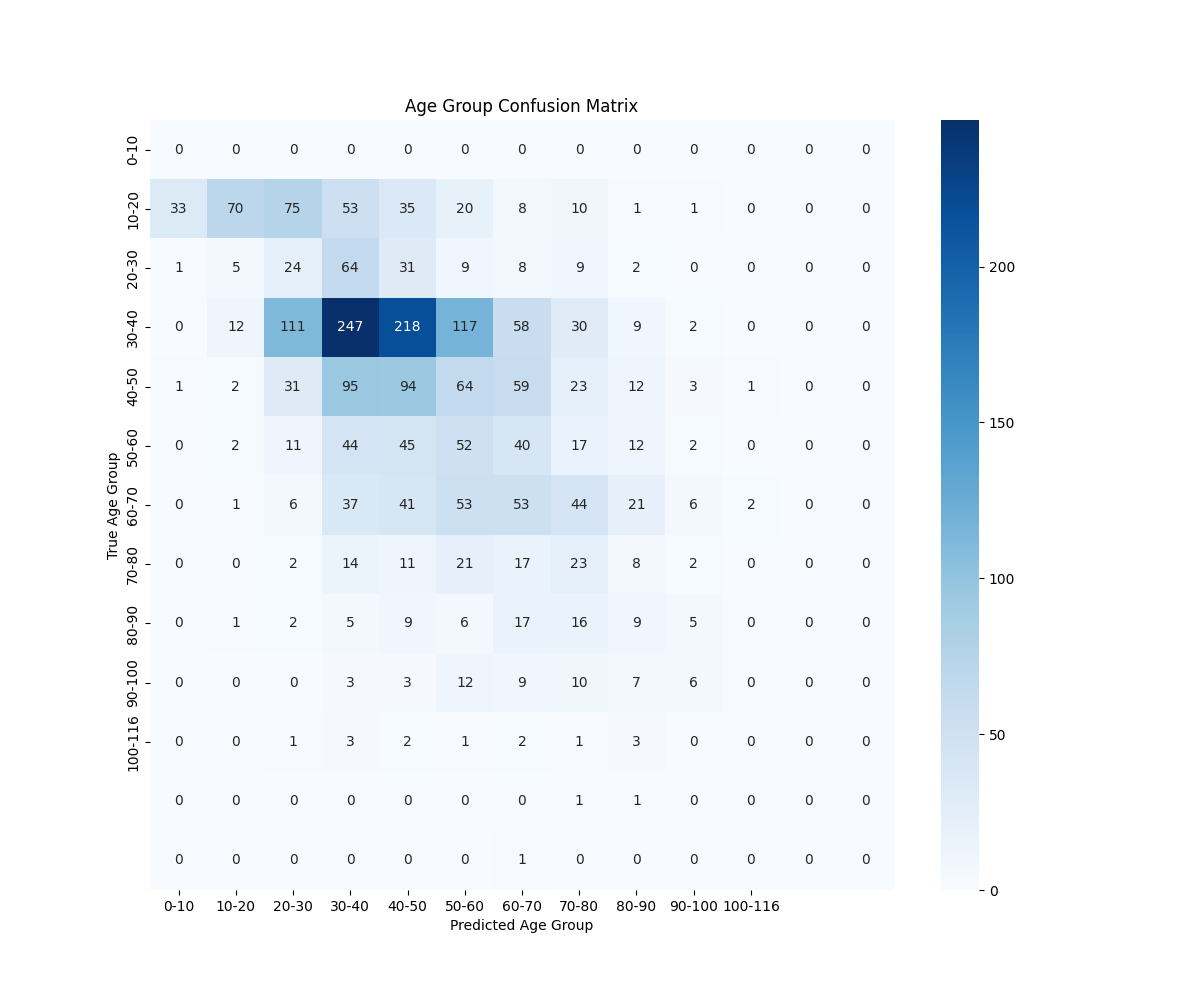 Age Group Confusion Matrix
0-10 0 0 0 0 0 0 0 0 0 0 0 0 0
10-20 33 70 75 53 35 20 8 10 1 1 0 0 0
20-30 1 5 24 64 31 9 8 9 2 0 0 0 0
30-40 0 12 111 247 218 117 58 30 9 2 0 0 0
40-50 1 2 31 95 94 64 59 23 12 3 1 0 0
50-60 0 2 11 44 45 52 40 17 12 2 0 0 0
60-70 0 1 6 37 41 53 53 44 21 6 2 0 0
70-80 0 0 2 14 11 21 17 23 8 2 0 0 0
80-90 0 1 2 5 9 6 17 16 9 5 0 0 0
90-100 0 0 0 3 3 12 9 10 7 6 0 0 0
100-116 0 0 1 3 2 1 2 1 3 0 0 0 0
0 0 0 0 0 0 0 1 1 0 0 0 0
0 0 0 0 0 0 1 0 0 0 0 0 0
0-10 10-20 20-30 30-40 40-50 50-60 60-70 70-80 80-90 90-100 100-116
Predicted Age Group
True Age Group
200
150
100
50
0